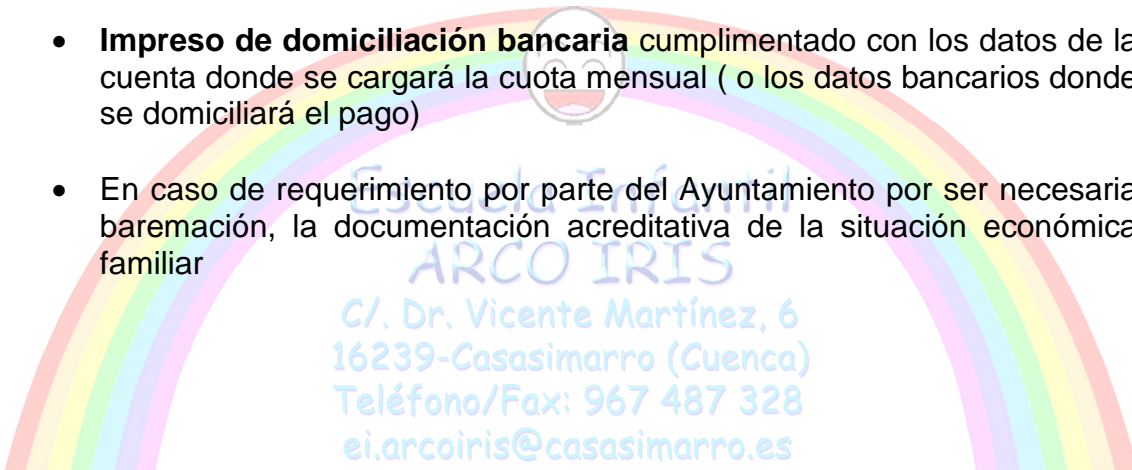 • Impreso de domiciliación bancaria cumplimentado con los datos de la
cuenta donde se cargará la cuota mensual ( o los datos bancarios donde
se domiciliará el pago)
• En caso de requerimiento por parte del Ayuntamiento por ser necesaria
baremación, la documentación acreditativa de la situación económica
familiar
Escuela Infantil
ARCO IRIS
C/. Dr. Vicente Martínez, 6
16239-Casasimarro (Cuenca)
Teléfono/Fax: 967 487 328
ei.arcoiris@casasimarro.es